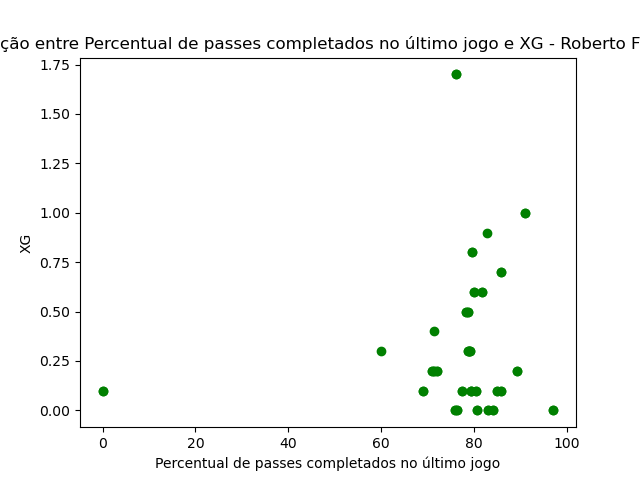 ção entre Percentual de passes completados no último jogo e XG - Roberto F
1.75
1.50
1.25
XG
1.00
0.75
0.50
0.25
0.00
0 20 40 60 80 100
Percentual de passes completados no último jogo